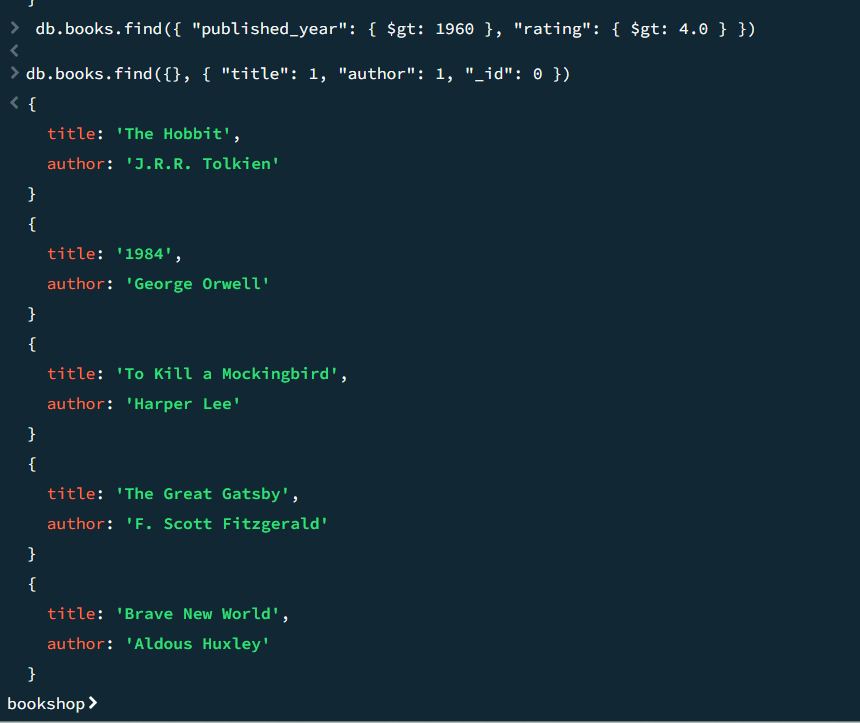 }
> db.books.find({ "published_year": { $gt: 1960 }, "rating": { $gt: 4.0 } })
<
> db.books.find({}, { "title": 1, "author": 1, "_id": 0 })
< {
title: 'The Hobbit',
author: 'J.R.R. Tolkien'
}
{
title: '1984',
author: 'George Orwell'
}
{
title: 'To Kill a Mockingbird',
author: 'Harper Lee'
}
{
title: 'The Great Gatsby',
author: 'F. Scott Fitzgerald'
}
{
title: 'Brave New World',
author: 'Aldous Huxley'
}
bookshop>